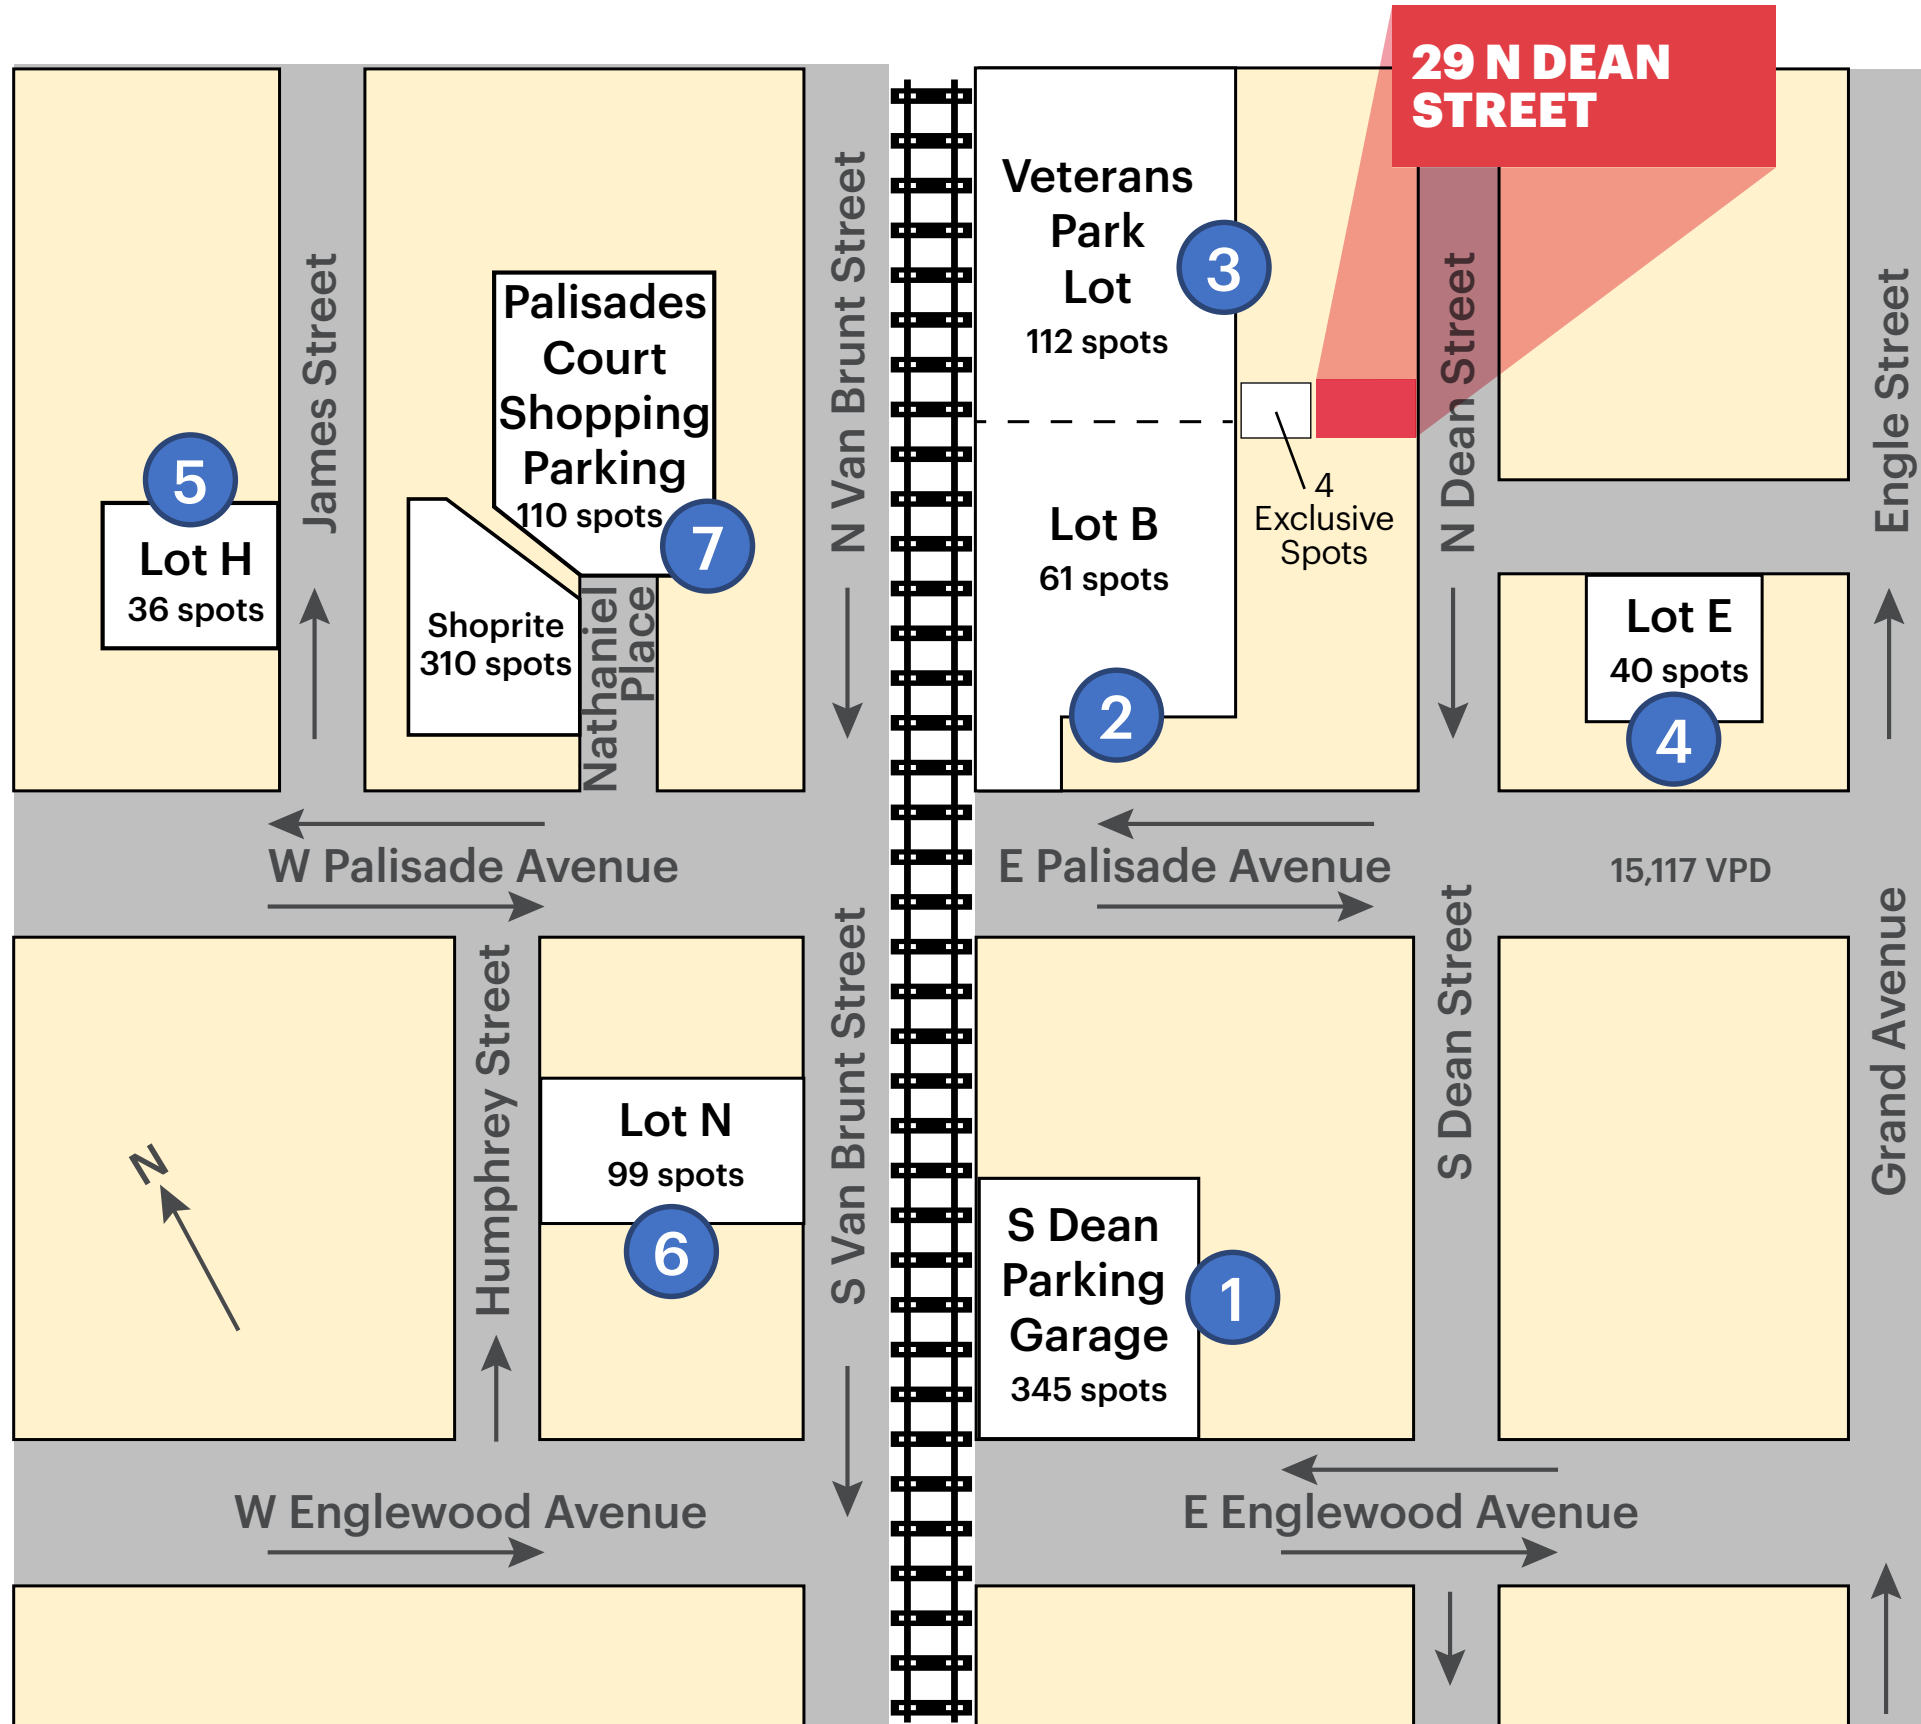 29 N DEAN
STREET
Veterans
Park
Lot
112 spots
3
Palisades
Court
Shopping
Parking
110 spots
7
James Street
N Van Brunt Street
N Dean Street
Engle Street
5
Lot H
36 spots
Shoprite
310 spots
Nathaniel
Place
Lot B
61 spots
2
4
Exclusive
Spots
Lot E
40 spots
4
W Palisade Avenue
E Palisade Avenue
15,117 VPD
Humphrey Street
S Van Brunt Street
S Dean Street
Grand Avenue
N
Lot N
99 spots
6
S Dean
Parking
Garage
345 spots
1
W Englewood Avenue
E Englewood Avenue